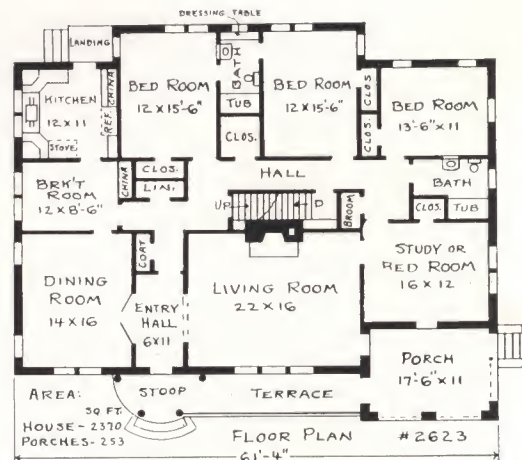 DRESSING TABLE
LANDING
BED ROOM
12 X 15'-6"
BATH
TUB
CLOS.
BED ROOM
12 X 15'-6"
CLOS.
CLOS.
BED ROOM
13'-6" X 11
KITCHEN
12 X 11
CHINA
REF.
STOVE
BRK'T
ROOM
12 X 8'-6"
CHINA
CLOS.
LIN.
HALL
UP
D
BROOM
BATH
CLOS.
TUB
DINING
ROOM
14 X 16
COAT
ENTRY
HALL
6 X 11
LIVING ROOM
22 X 16
STUDY OR
BED ROOM
16 X 12
PORCH
17'-6" X 11
AREA:
SQ FT.
HOUSE - 2370
PORCHES - 253
STOOP
TERRACE
FLOOR PLAN
#2623
61'-4"